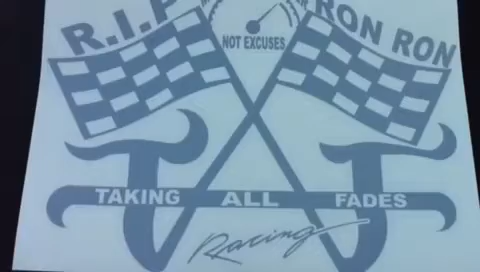 R.I.P RON RON
NOT EXCUSES
TAKING ALL FADES
Racing